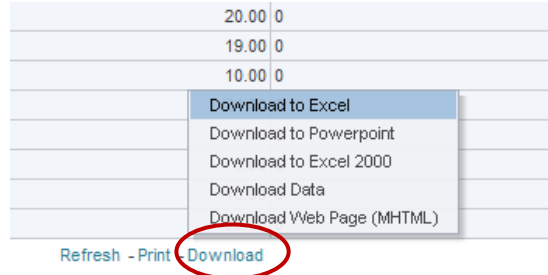 20.00 0
19.00 0
10.00 0
Download to Excel
Download to Powerpoint
Download to Excel 2000
Download Data
Download Web Page (MHTML)
Refresh - Print - Download